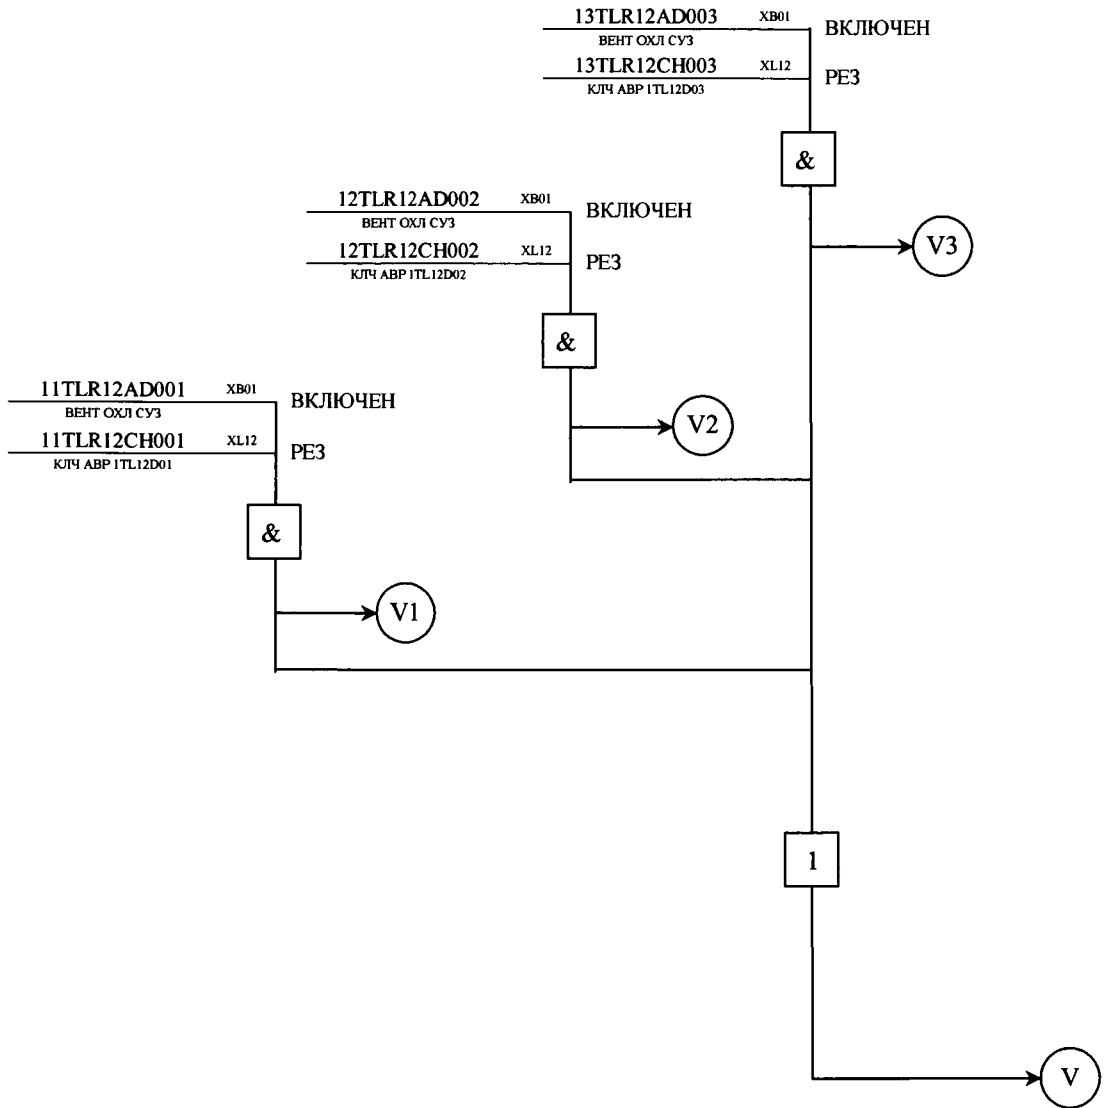 13TLR12AD003 XB01 ВКЛЮЧЕН
ВЕНТ ОХЛ СУЗ
13TLR12CH003 XL12 РЕЗ
КЛЧ АВР 1TL12D03
&
12TLR12AD002 XB01 ВКЛЮЧЕН
ВЕНТ ОХЛ СУЗ
V3
12TLR12CH002 XL12 РЕЗ
КЛЧ АВР 1TL12D02
&
11TLR12AD001 XB01 ВКЛЮЧЕН
ВЕНТ ОХЛ СУЗ
V2
11TLR12CH001 XL12 РЕЗ
КЛЧ АВР 1TL12D01
&
V1
1
V